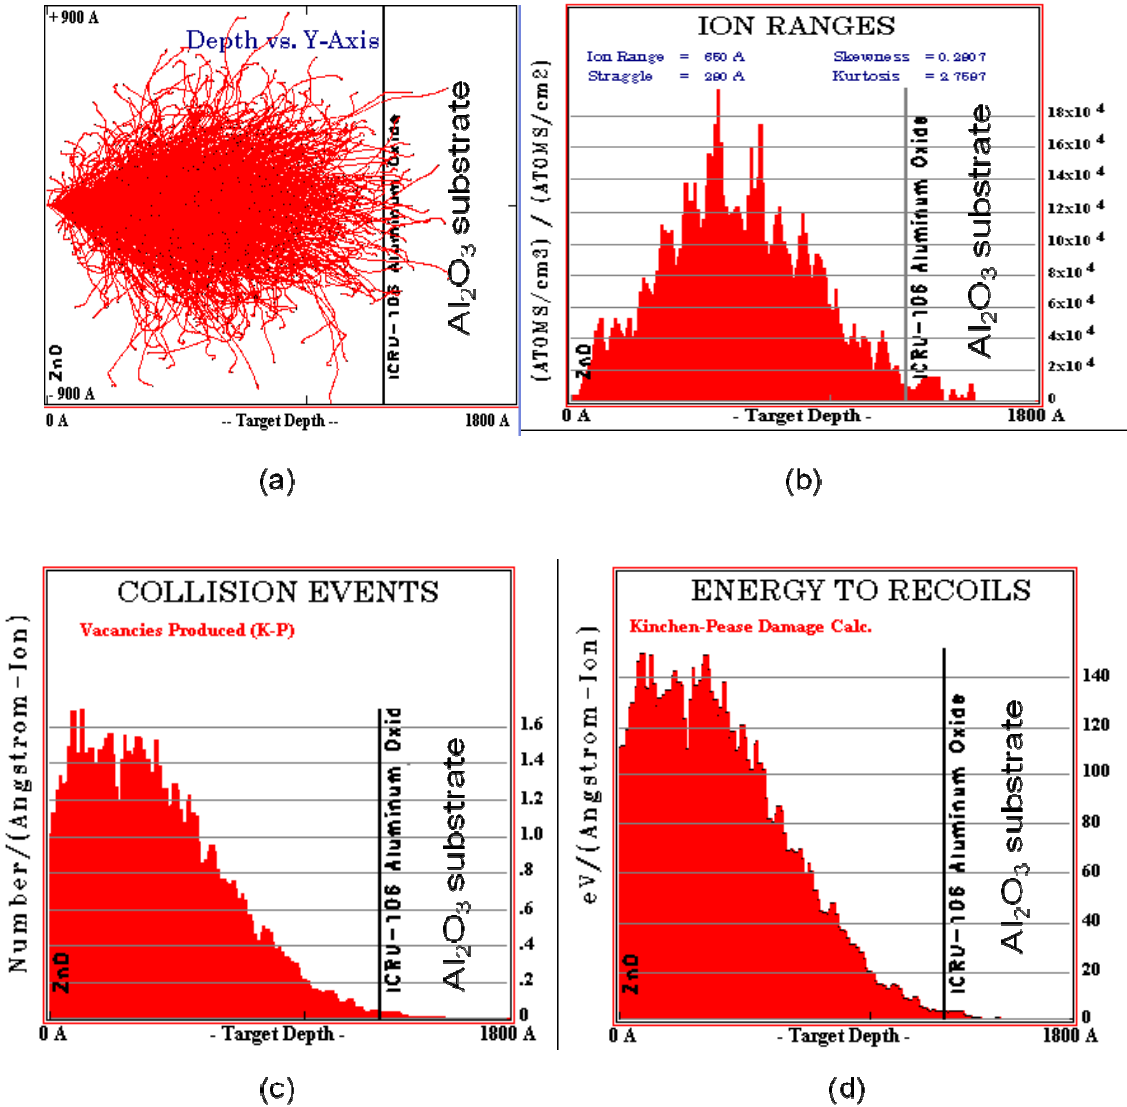 +900 A
Depth vs. Y-Axis
ZnO
ICRU-106 Aluminum Oxide
Al2O3 substrate
-900 A
0 A
-- Target Depth --
1800 A
(a)
ION RANGES
Ion Range = 650 A
Skewness = 0.2907
Straggle = 290 A
Kurtosis = 2.7597
(ATOMS/cm3) / (ATOMS/cm2)
18x10 4
16x10 4
14x10 4
12x10 4
10x10 4
8x10 4
6x10 4
4x10 4
2x10 4
0
ZnO
ICRU-106 Aluminum Oxide
Al2O3 substrate
0 A
- Target Depth -
1800 A
(b)
COLLISION EVENTS
Vacancies Produced (K-P)
Number/(Angstrom-Ion)
1.6
1.4
1.2
1.0
.8
.6
.4
.2
0
ZnO
ICRU-106 Aluminum Oxid
Al2O3 substrate
0 A
- Target Depth -
1800 A
(c)
ENERGY TO RECOILS
Kinchen-Pease Damage Calc.
eV/(Angstrom-Ion)
140
120
100
80
60
40
20
0
ZnO
ICRU-106 Aluminum Oxide
Al2O3 substrate
0 A
- Target Depth -
1800 A
(d)